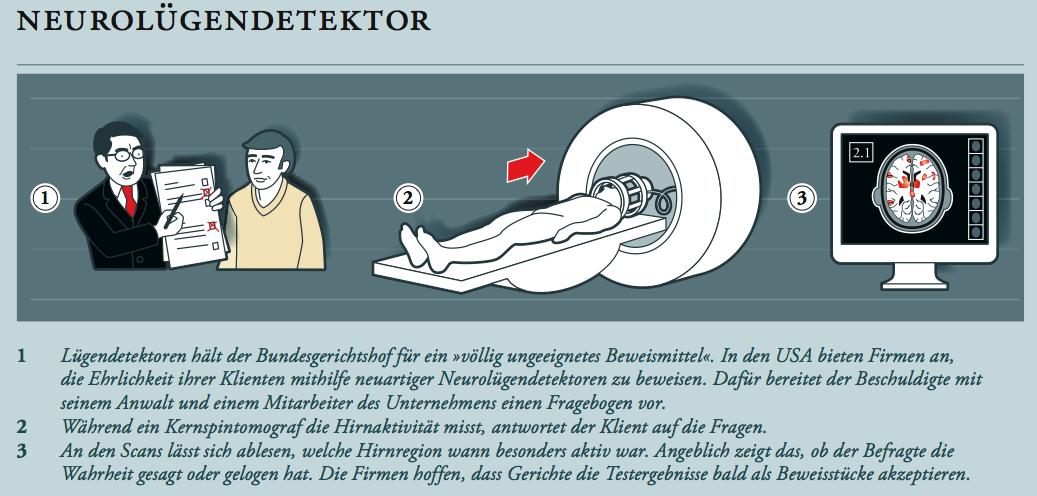 NEUROLÜGENDETEKTOR
1
2
3
2.1
1 Lügendetektoren hält der Bundesgerichtshof für ein »völlig ungeeignetes Beweismittel«. In den USA bieten Firmen an,
die Ehrlichkeit ihrer Klienten mithilfe neuartiger Neurolügendetektoren zu beweisen. Dafür bereitet der Beschuldigte mit
seinem Anwalt und einem Mitarbeiter des Unternehmens einen Fragebogen vor.
2 Während ein Kernspintomograf die Hirnaktivität misst, antwortet der Klient auf die Fragen.
3 An den Scans lässt sich ablesen, welche Hirnregion wann besonders aktiv war. Angeblich zeigt das, ob der Befragte die
Wahrheit gesagt oder gelogen hat. Die Firmen hoffen, dass Gerichte die Testergebnisse bald als Beweisstücke akzeptieren.